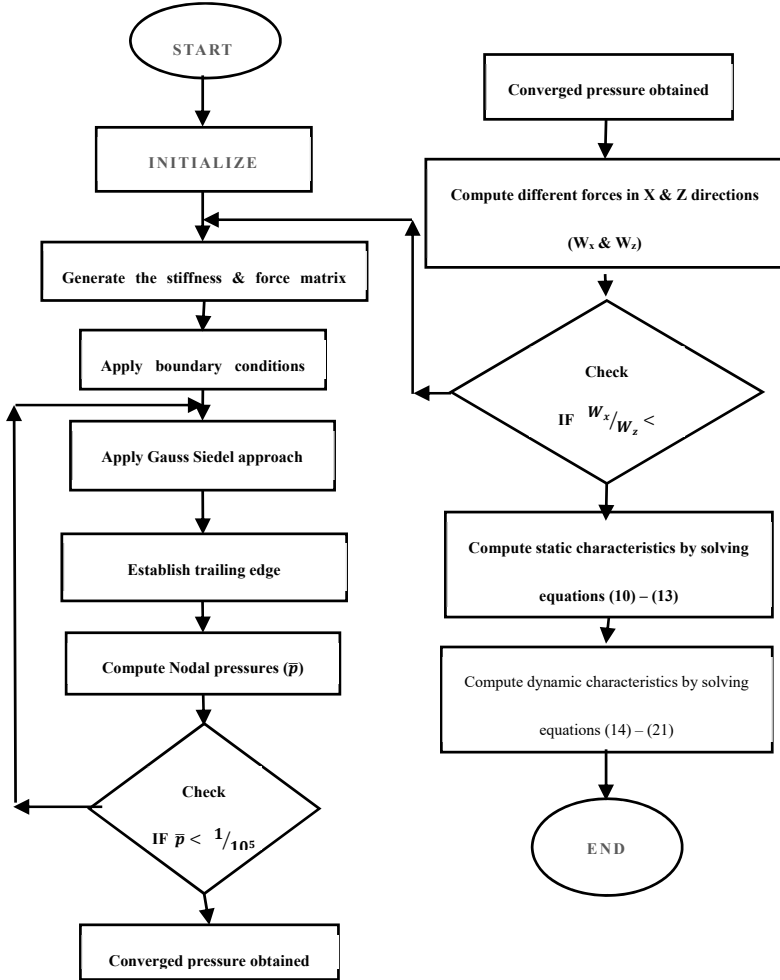 START
INITIALIZE
Generate the stiffness & force matrix
Apply boundary conditions
Apply Gauss Siedel approach
Establish trailing edge
Compute Nodal pressures (p̅)
Check
IF p̅ < 1/10⁵
Converged pressure obtained
Converged pressure obtained
Compute different forces in X & Z directions
(Wₓ & W_z)
Check
IF Wₓ/W_z <
Compute static characteristics by solving
equations (10) – (13)
Compute dynamic characteristics by solving
equations (14) – (21)
END